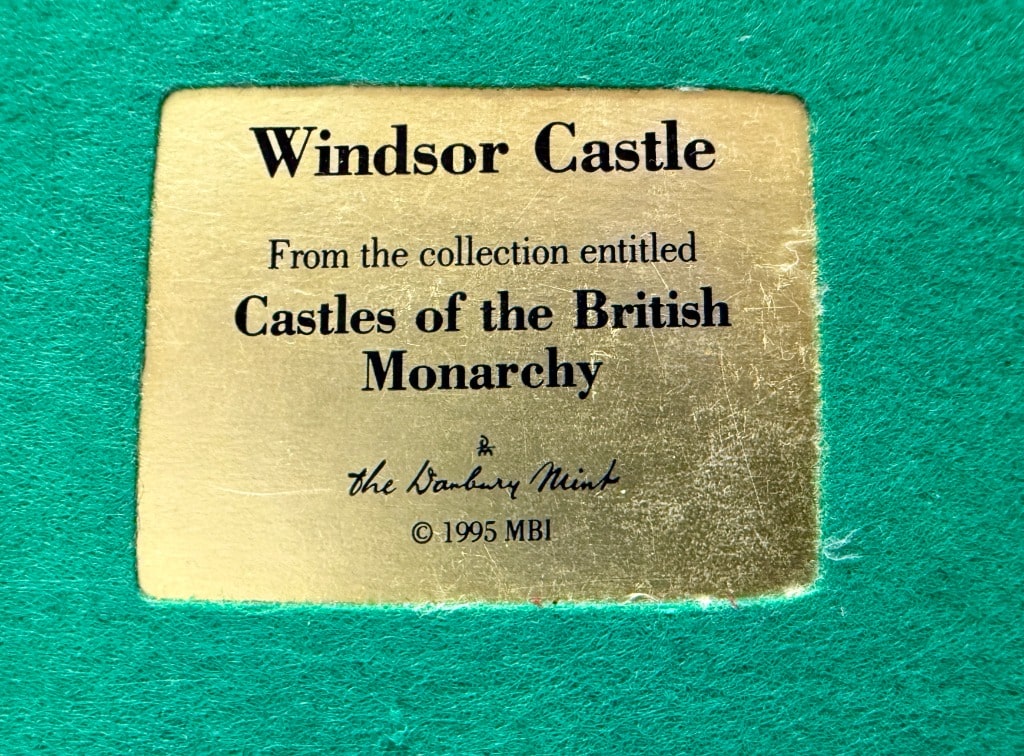 Windsor Castle
From the collection entitled
Castles of the British
Monarchy
the Danbury Mint
© 1995 MBI